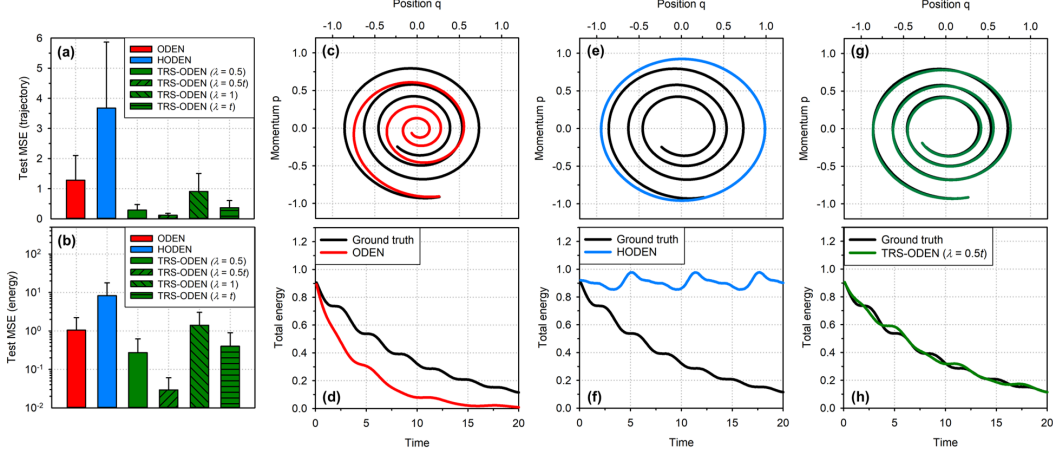 (a)
Test MSE (trajectory)
6
5
4
3
2
1
0
ODEN
HODEN
TRS-ODEN (λ = 0.5)
TRS-ODEN (λ = 0.5t)
TRS-ODEN (λ = 1)
TRS-ODEN (λ = t)
(b)
Test MSE (energy)
10²
10¹
10⁰
10⁻¹
10⁻²
ODEN
HODEN
TRS-ODEN (λ = 0.5)
TRS-ODEN (λ = 0.5t)
TRS-ODEN (λ = 1)
TRS-ODEN (λ = t)
Position q
-1.0 -0.5 0.0 0.5 1.0
(c)
Momentum p
1.0
0.5
0.0
-0.5
-1.0
Ground truth
ODEN
Total energy
1.0
0.8
0.6
0.4
0.2
0.0
(d)
0 5 10 15 20
Time
Position q
-1.0 -0.5 0.0 0.5 1.0
(e)
Momentum p
1.0
0.5
0.0
-0.5
-1.0
Ground truth
HODEN
Total energy
1.0
0.8
0.6
0.4
0.2
0.0
(f)
0 5 10 15 20
Time
Position q
-1.0 -0.5 0.0 0.5 1.0
(g)
Momentum p
1.0
0.5
0.0
-0.5
-1.0
Ground truth
TRS-ODEN (λ = 0.5t)
Total energy
1.0
0.8
0.6
0.4
0.2
0.0
(h)
0 5 10 15 20
Time